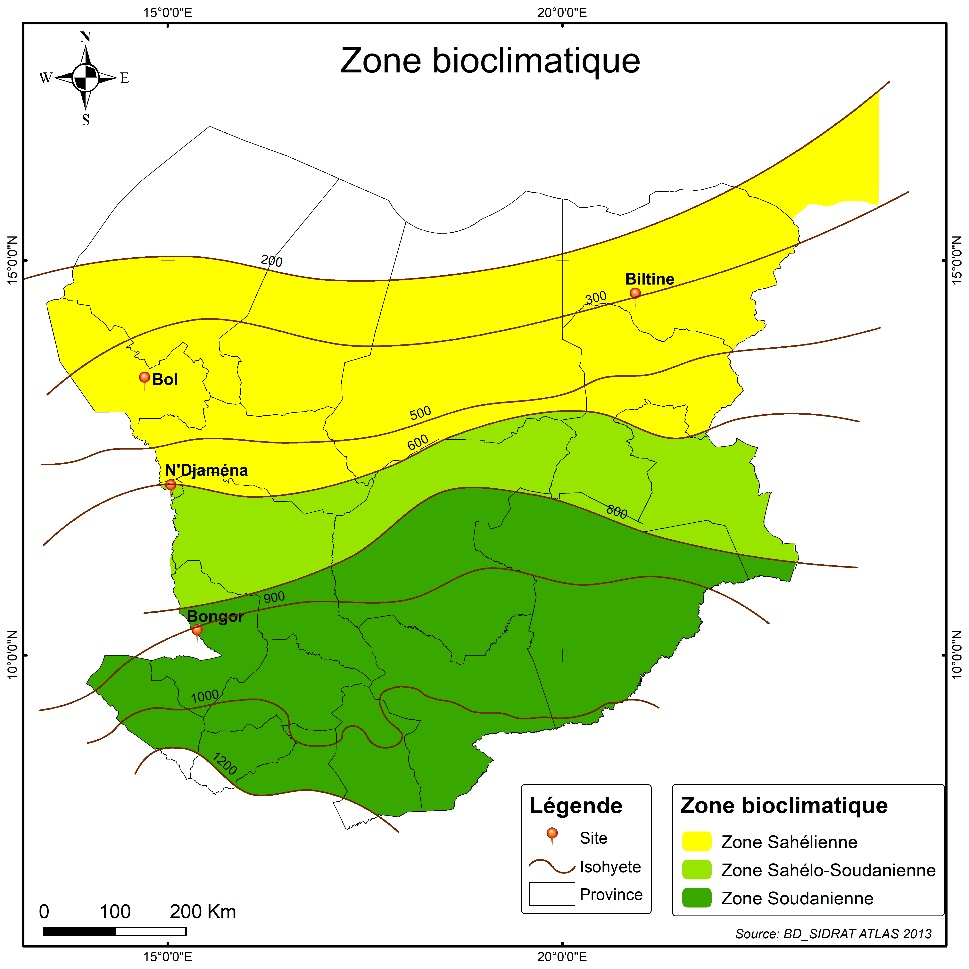 15°0'0"E
20°0'0"E
Zone bioclimatique
N
W
E
S
15°0'0"N
15°0'0"N
200
Biltine
300
Bol
500
600
N'Djaména
800
900
Bongor
10°0'0"N
10°0'0"N
1000
1200
Légende
Site
Isohyete
Province
Zone bioclimatique
Zone Sahélienne
Zone Sahélo-Soudanienne
Zone Soudanienne
0 100 200 Km
Source: BD_SIDRAT ATLAS 2013
15°0'0"E
20°0'0"E